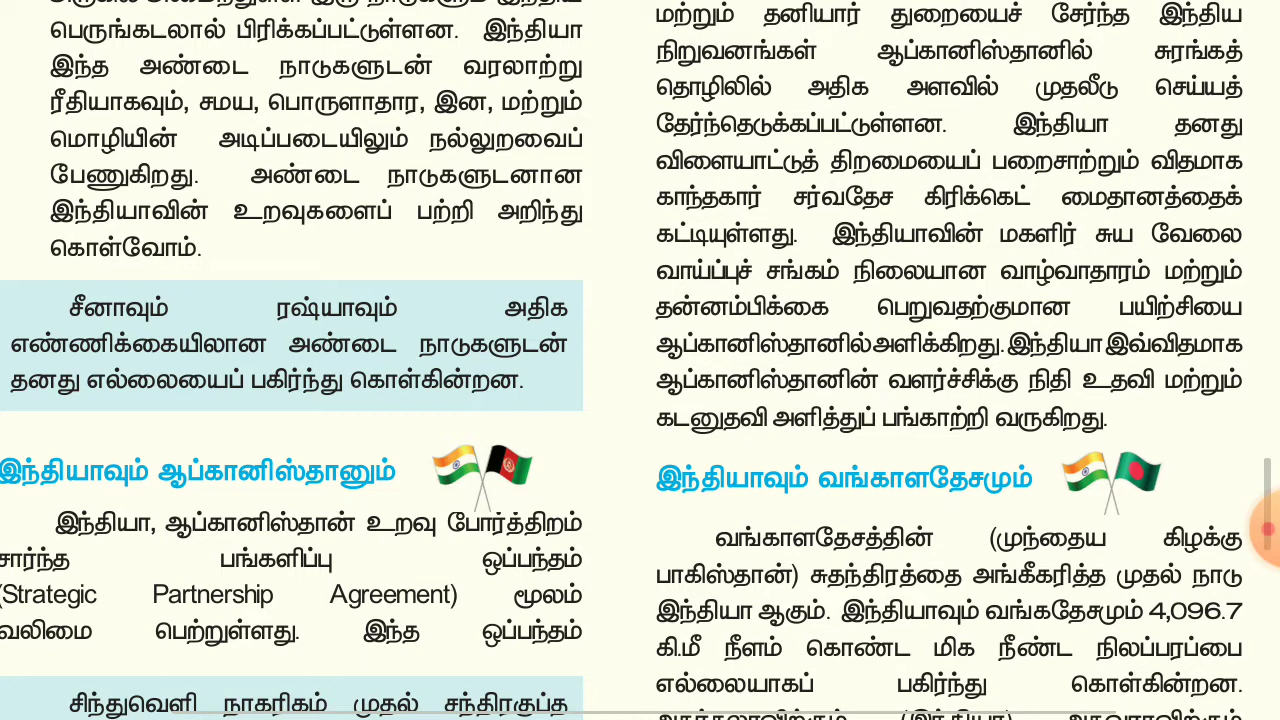 பெருங்கடலால் பிரிக்கப்பட்டுள்ளன. இந்தியா
இந்த அண்டை நாடுகளுடன் வரலாற்று
ரீதியாகவும், சமய, பொருளாதார, இன, மற்றும்
மொழியின் அடிப்படையிலும் நல்லுறவைப்
பேணுகிறது. அண்டை நாடுகளுடனான
இந்தியாவின் உறவுகளைப் பற்றி அறிந்து
கொள்வோம்.
சீனாவும் ரஷ்யாவும் அதிக
எண்ணிக்கையிலான அண்டை நாடுகளுடன்
தனது எல்லையைப் பகிர்ந்து கொள்கின்றன.
இந்தியாவும் ஆப்கானிஸ்தானும்
இந்தியா, ஆப்கானிஸ்தான் உறவு போர்த்திறம்
சார்ந்த பங்களிப்பு ஒப்பந்தம்
(Strategic Partnership Agreement) மூலம்
வலிமை பெற்றுள்ளது. இந்த ஒப்பந்தம்
சிந்துவெளி நாகரிகம் முதல் சந்திரகுப்த
மற்றும் தனியார் துறையைச் சேர்ந்த இந்திய
நிறுவனங்கள் ஆப்கானிஸ்தானில் சுரங்கத்
தொழிலில் அதிக அளவில் முதலீடு செய்யத்
தேர்ந்தெடுக்கப்பட்டுள்ளன. இந்தியா தனது
விளையாட்டுத் திறமையைப் பறைசாற்றும் விதமாக
காந்தகார் சர்வதேச கிரிக்கெட் மைதானத்தைக்
கட்டியுள்ளது. இந்தியாவின் மகளிர் சுய வேலை
வாய்ப்புச் சங்கம் நிலையான வாழ்வாதாரம் மற்றும்
தன்னம்பிக்கை பெறுவதற்குமான பயிற்சியை
ஆப்கானிஸ்தானில் அளிக்கிறது. இந்தியா இவ்விதமாக
ஆப்கானிஸ்தானின் வளர்ச்சிக்கு நிதி உதவி மற்றும்
கடனுதவி அளித்துப் பங்காற்றி வருகிறது.
இந்தியாவும் வங்காளதேசமும்
வங்காளதேசத்தின் (முந்தைய கிழக்கு
பாகிஸ்தான்) சுதந்திரத்தை அங்கீகரித்த முதல் நாடு
இந்தியா ஆகும். இந்தியாவும் வங்கதேசமும் 4,096.7
கி.மீ நீளம் கொண்ட மிக நீண்ட நிலப்பரப்பை
எல்லையாகப் பகிர்ந்து கொள்கின்றன.